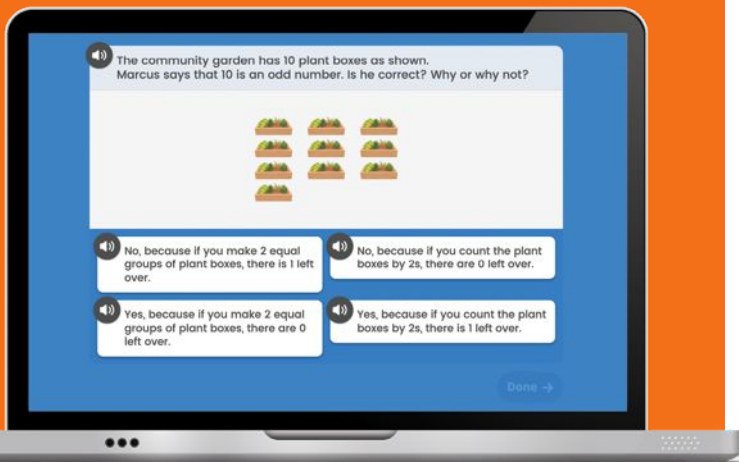 The community garden has 10 plant boxes as shown.
Marcus says that 10 is an odd number. Is he correct? Why or why not?
No, because if you make 2 equal
groups of plant boxes, there is 1 left
over.
No, because if you count the plant
boxes by 2s, there are 0 left over.
Yes, because if you make 2 equal
groups of plant boxes, there are 0
left over.
Yes, because if you count the plant
boxes by 2s, there is 1 left over.
Done →